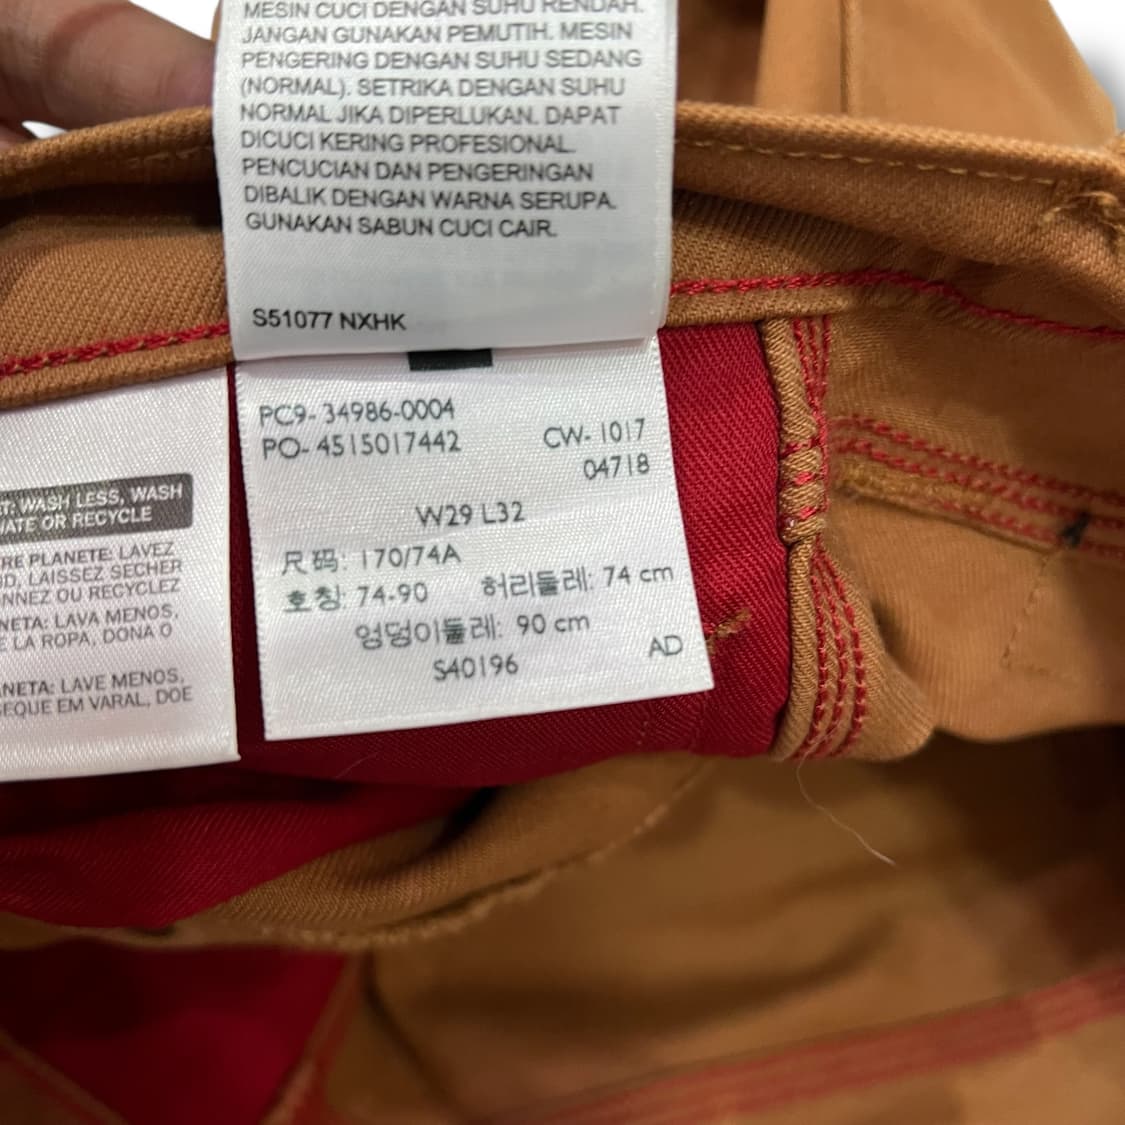 MESIN CUCI DENGAN SUHU RENDAH.
JANGAN GUNAKAN PEMUTIH. MESIN
PENGERING DENGAN SUHU SEDANG
(NORMAL). SETRIKA DENGAN SUHU
NORMAL JIKA DIPERLUKAN. DAPAT
DICUCI KERING PROFESIONAL.
PENCUCIAN DAN PENGERINGAN
DIBALIK DENGAN WARNA SERUPA.
GUNAKAN SABUN CUCI CAIR.
S51077 NXHK
PC9- 34986-0004
PO- 4515017442
CW- 1017
04718
W29 L32
尺码: 170/74A
호칭 74-90 허리둘레: 74 cm
엉덩이둘레: 90 cm
S40196
AD
T: WASH LESS, WASH
ATE OR RECYCLE
RE PLANETE: LAVEZ
D, LAISSEZ SECHER
NNEZ OU RECYCLEZ
NETA: LAVA MENOS,
E LA ROPA, DONA O
NETA: LAVE MENOS,
EQUE EM VARAL, DOE